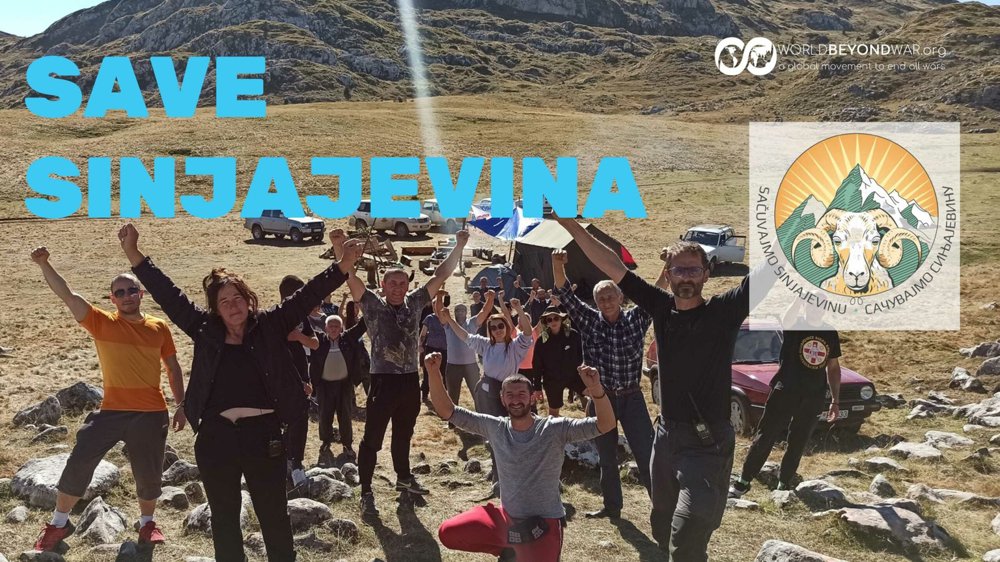 SAVE
SINJAJEVINA
WORLDBEYONDWAR.org
a global movement to end all wars
SAČUVAJMO SINJAJEVINU • САЧУВАЈМО СИЊАЈЕВИНУ